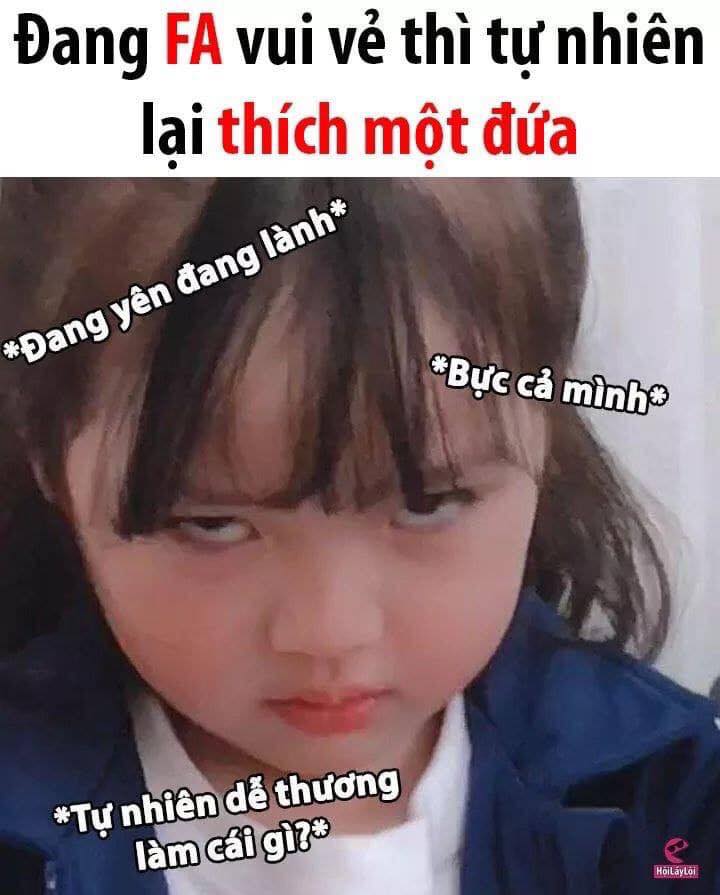 Đang FA vui vẻ thì tự nhiên
lại thích một đứa
*Đang yên đang lành*
*Bực cả mình*
*Tự nhiên dễ thương
làm cái gì?*
HộiLầyLội